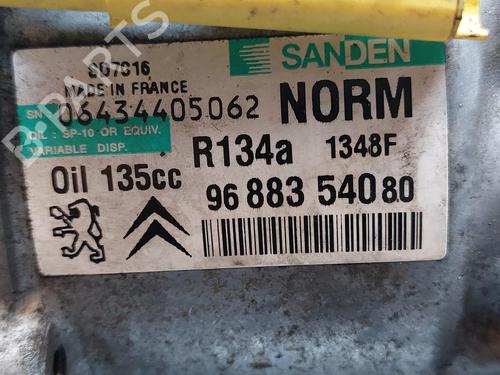 SANDEN
SD7C16
MADE IN FRANCE
SN 06434405062 NORM
OIL : SP-10 OR EQUIV.
VARIABLE DISP.
R134a 1348F
Oil 135cc 96 883 540 80
B-PARTS